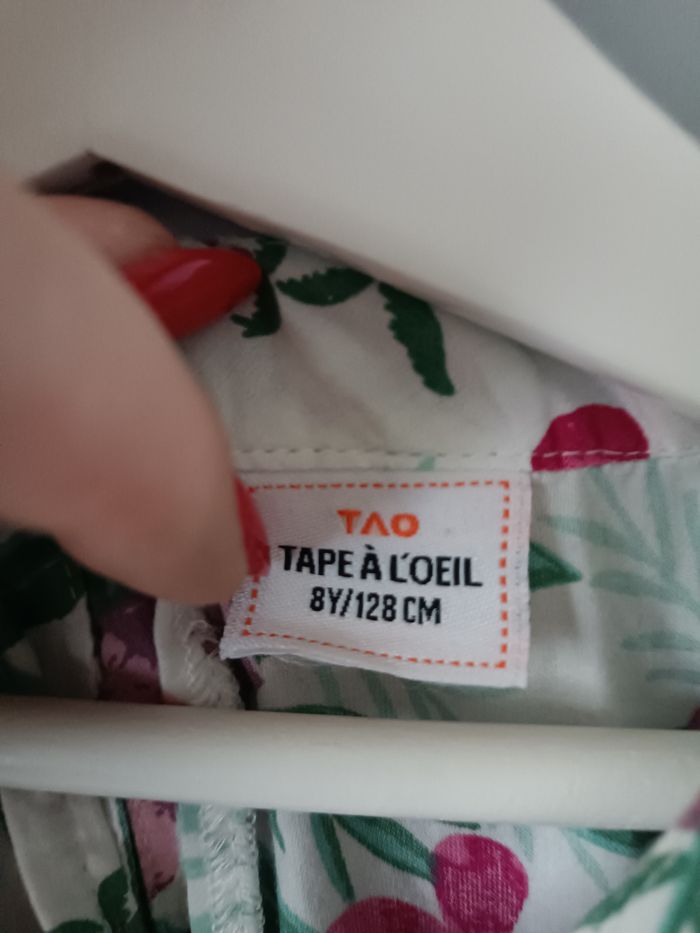 TAO
TAPE À L'OEIL
8Y/128 CM